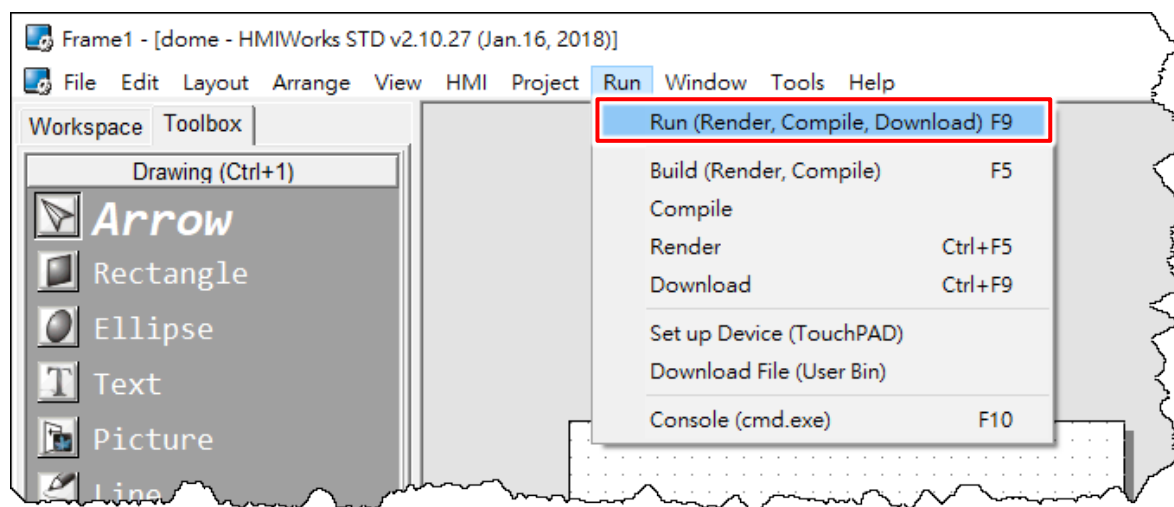 Frame1 - [dome - HMIWorks STD v2.10.27 (Jan.16, 2018)]
File Edit Layout Arrange View HMI Project Run Window Tools Help
Workspace Toolbox
Drawing (Ctrl+1)
Arrow
Rectangle
Ellipse
Text
Picture
Line
Run (Render, Compile, Download) F9
Build (Render, Compile) F5
Compile
Render Ctrl+F5
Download Ctrl+F9
Set up Device (TouchPAD)
Download File (User Bin)
Console (cmd.exe) F10